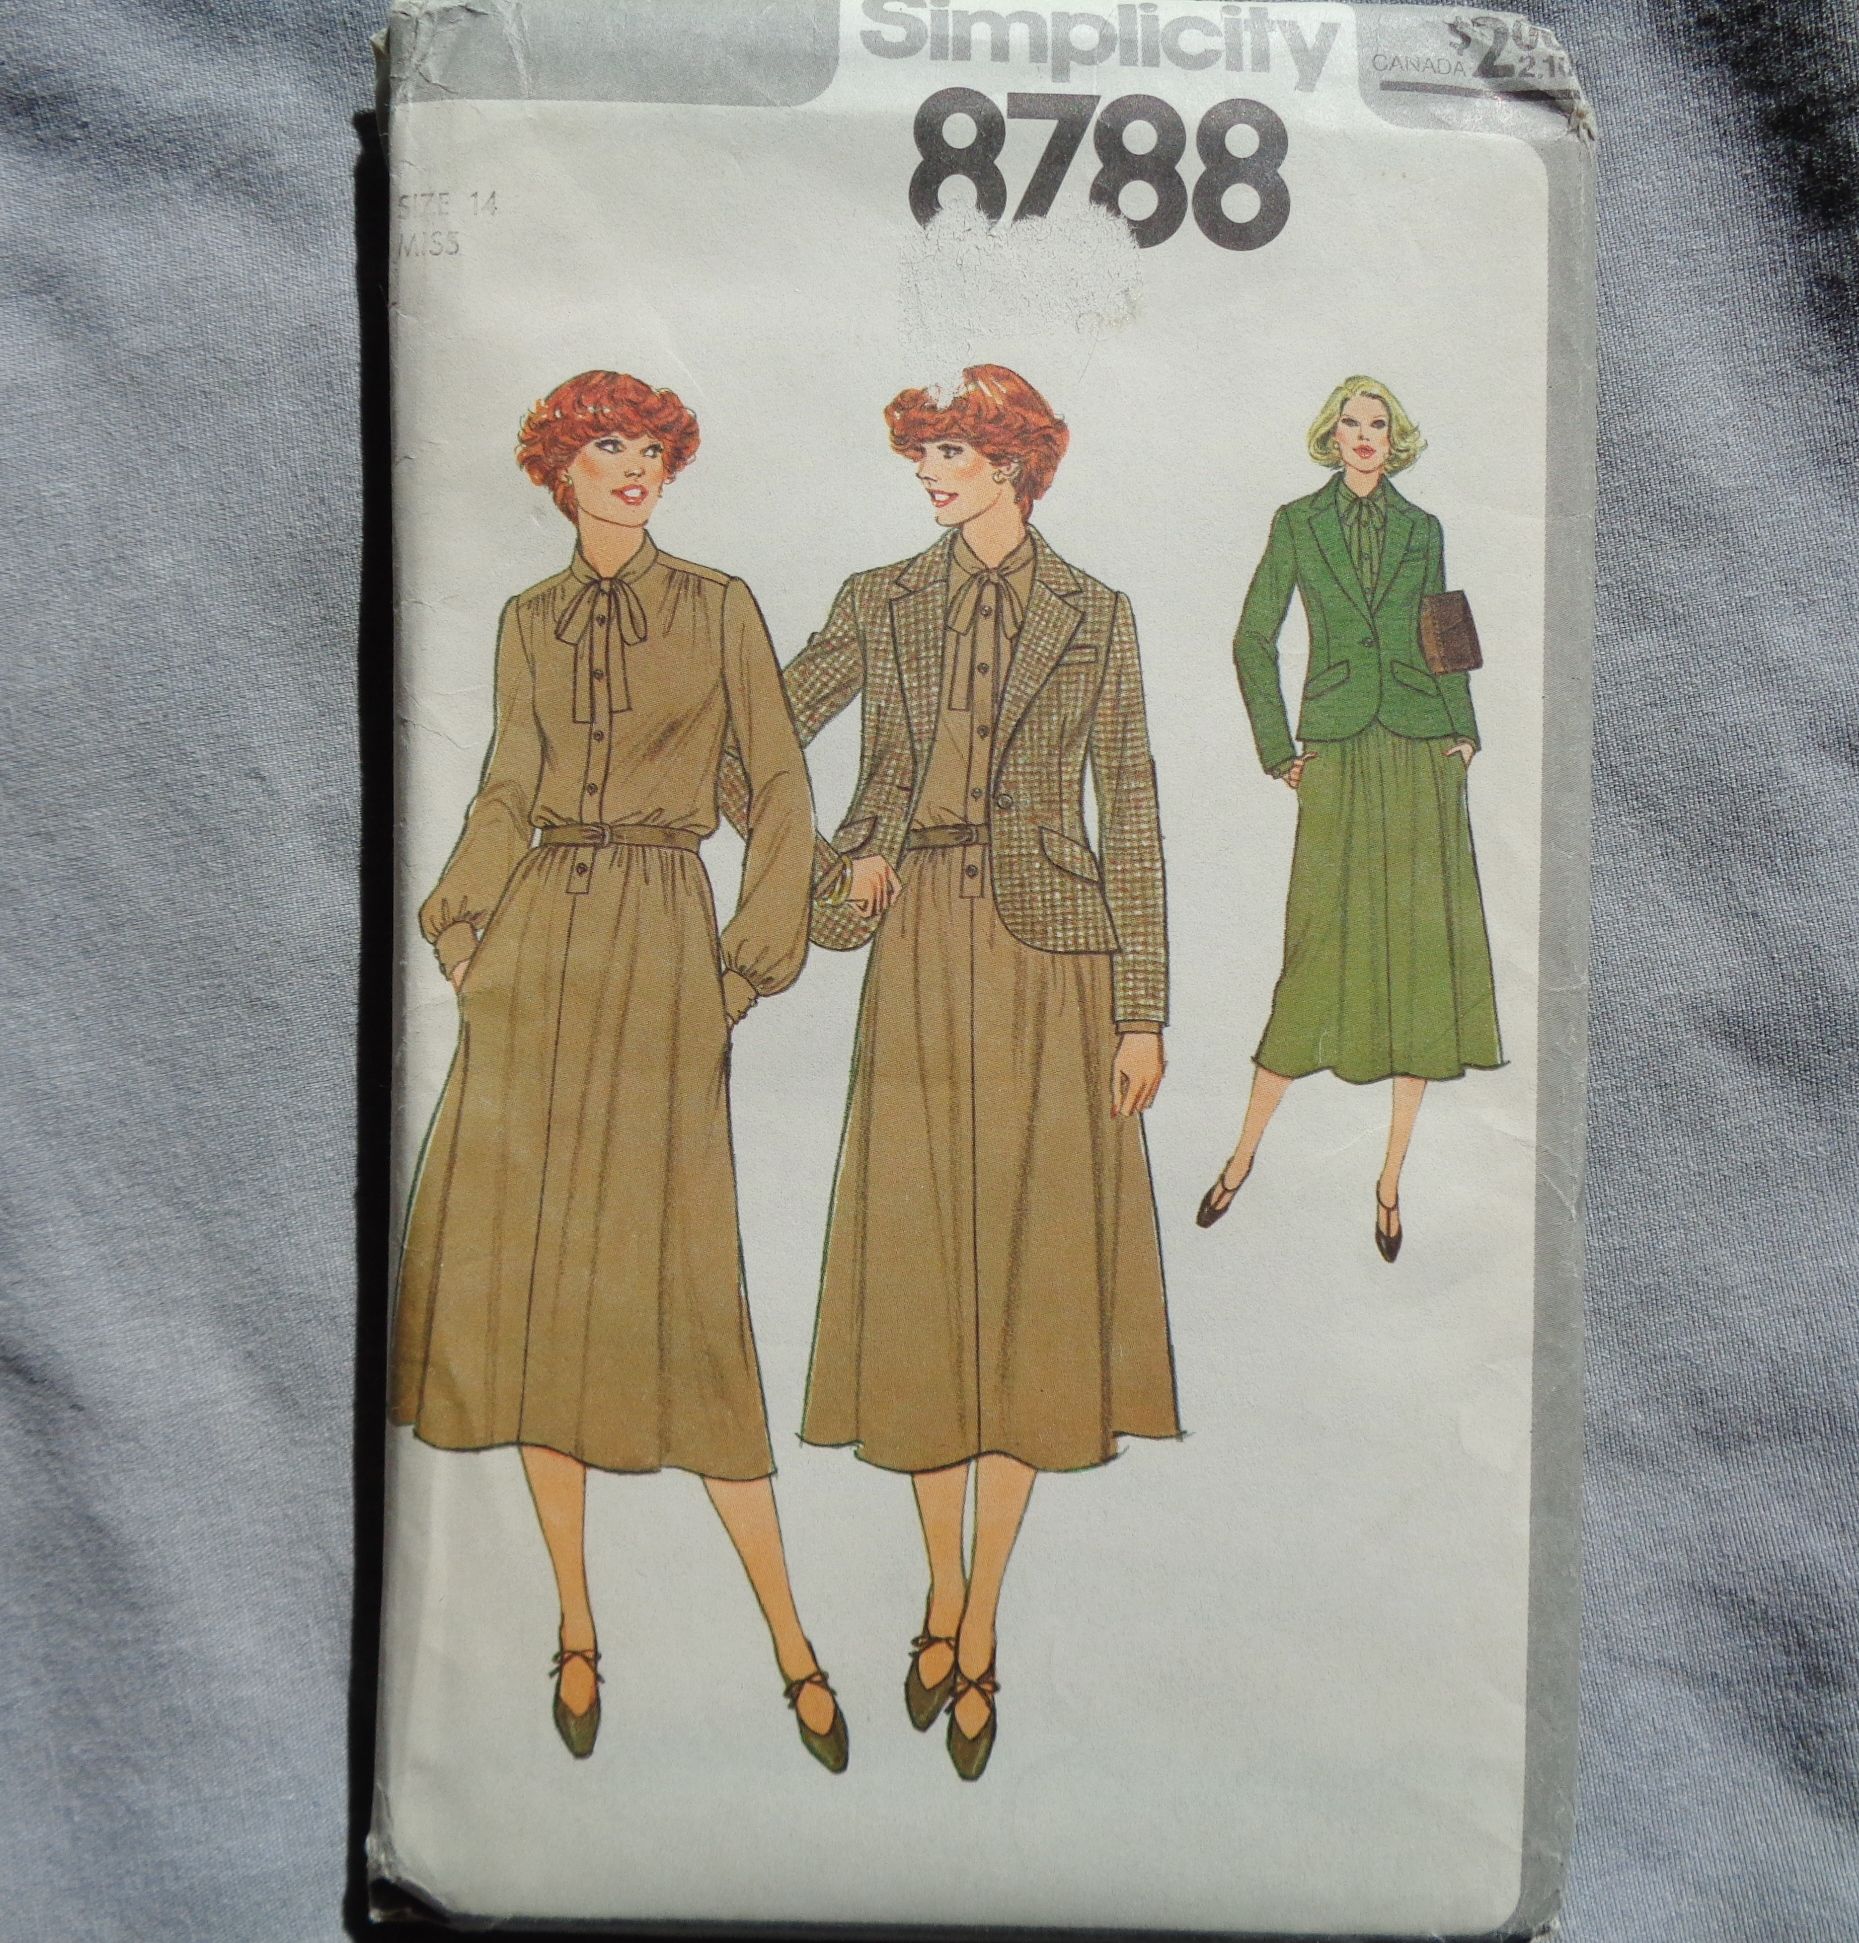 Simplicity
8788
CANADA
SIZE 14
MISS